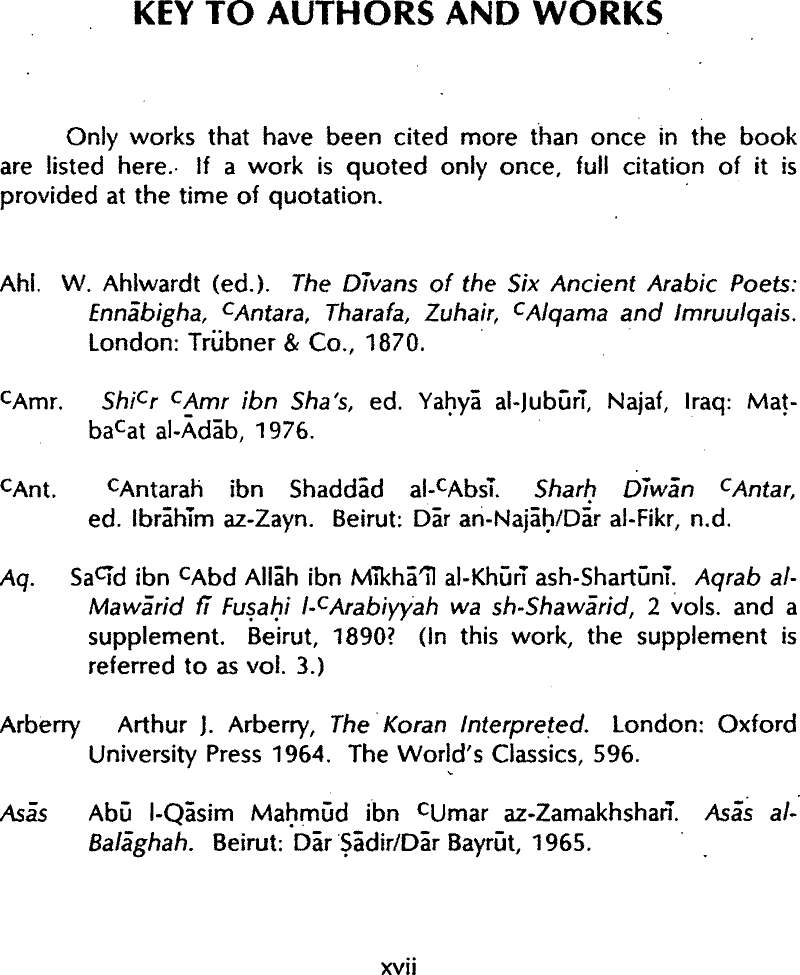 KEY TO AUTHORS AND WORKS
Only works that have been cited more than once in the book
are listed here. If a work is quoted only once, full citation of it is
provided at the time of quotation.
Ahl. W. Ahlwardt (ed.). The Dīvans of the Six Ancient Arabic Poets:
Ennābigha, ᶜAntara, Tharafa, Zuhair, ᶜAlqama and Imruulqais.
London: Trübner & Co., 1870.
ᶜAmr. Shiᶜr ᶜAmr ibn Sha's, ed. Yaḥyā al-Jubūrī, Najaf, Iraq: Maṭ-
baᶜat al-Ādāb, 1976.
ᶜAnt. ᶜAntarah ibn Shaddād al-ᶜAbsī. Sharḥ Dīwān ᶜAntar,
ed. Ibrāhīm az-Zayn. Beirut: Dār an-Najāḥ/Dār al-Fikr, n.d.
Aq. Saᶜīd ibn ᶜAbd Allāh ibn Mīkhā'īl al-Khūrī ash-Shartūnī. Aqrab al-
Mawārid fī Fuṣaḥi l-ᶜArabiyyah wa sh-Shawārid, 2 vols. and a
supplement. Beirut, 1890? (In this work, the supplement is
referred to as vol. 3.)
Arberry Arthur J. Arberry, The Koran Interpreted. London: Oxford
University Press 1964. The World's Classics, 596.
Asās Abū l-Qāsim Maḥmūd ibn ᶜUmar az-Zamakhsharī. Asās al-
Balāghah. Beirut: Dār Ṣādir/Dār Bayrūt, 1965.
xvii